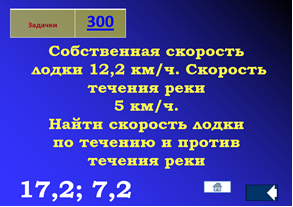 Задачки
300
Собственная скорость
лодки 12,2 км/ч. Скорость
течения реки
5 км/ч.
Найти скорость лодки
по течению и против
течения реки
17,2; 7,2